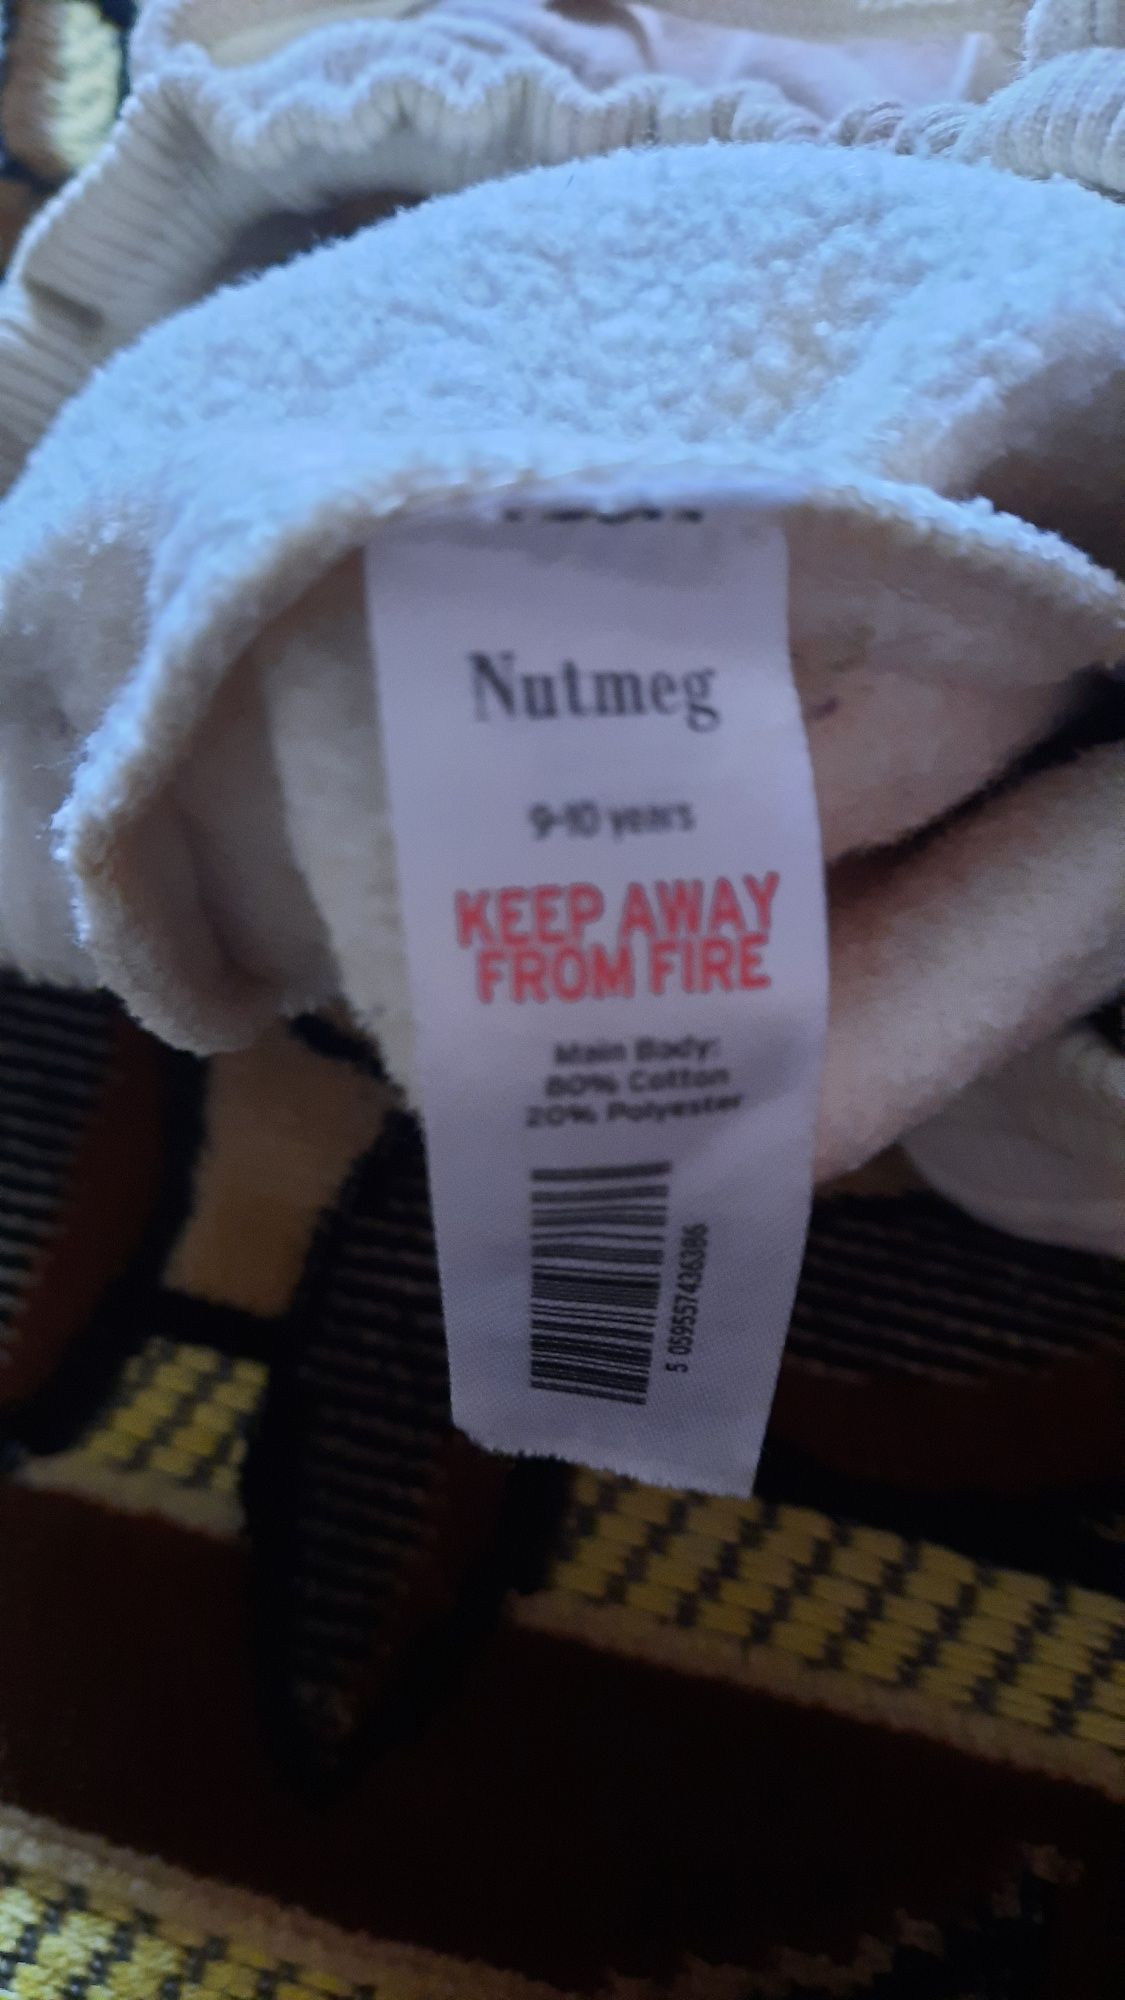 Nutmeg
9-10 years
KEEP AWAY
FROM FIRE
Main Body:
80% Cotton
20% Polyester
5 059557436386